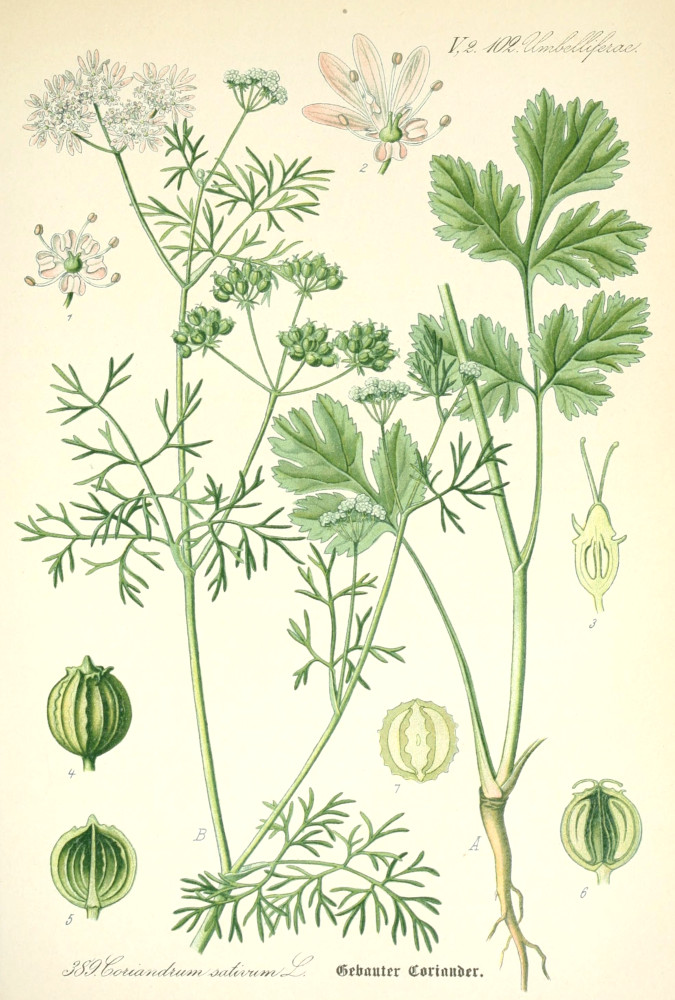 V, 2. 102. Umbelliferae.
2
1
3
4
7
B
A
6
5
389. Coriandrum sativum L. Gebauter Coriander.